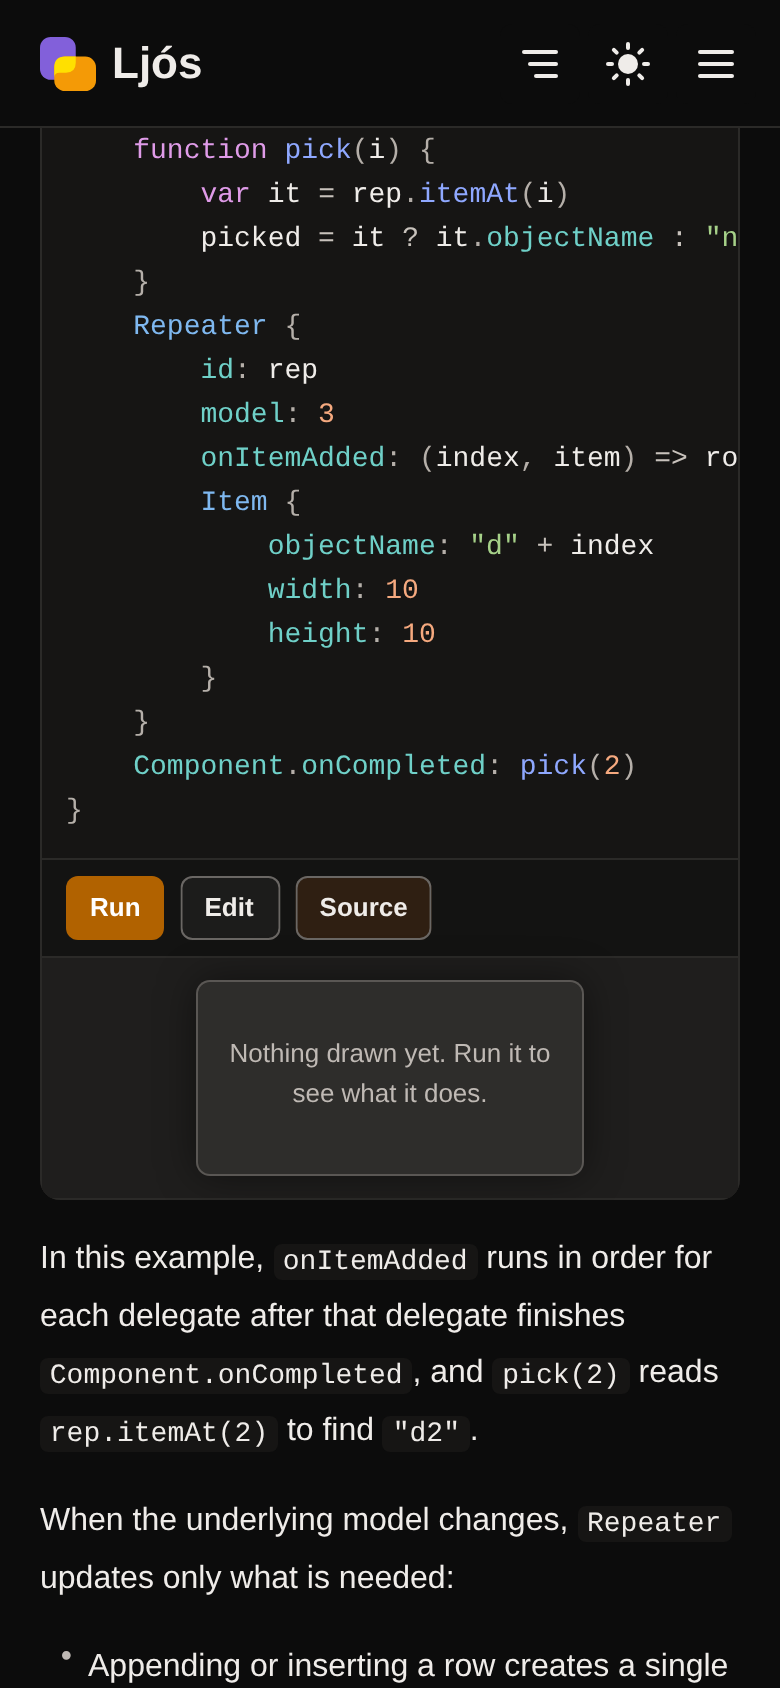 Ljós
function pick(i) {
var it = rep.itemAt(i)
picked = it ? it.objectName : "n
}
Repeater {
id: rep
model: 3
onItemAdded: (index, item) => ro
Item {
objectName: "d" + index
width: 10
height: 10
}
}
Component.onCompleted: pick(2)
}
Run Edit Source
Nothing drawn yet. Run it to
see what it does.
In this example, onItemAdded runs in order for
each delegate after that delegate finishes
Component.onCompleted, and pick(2) reads
rep.itemAt(2) to find "d2".
When the underlying model changes, Repeater
updates only what is needed:
• Appending or inserting a row creates a single